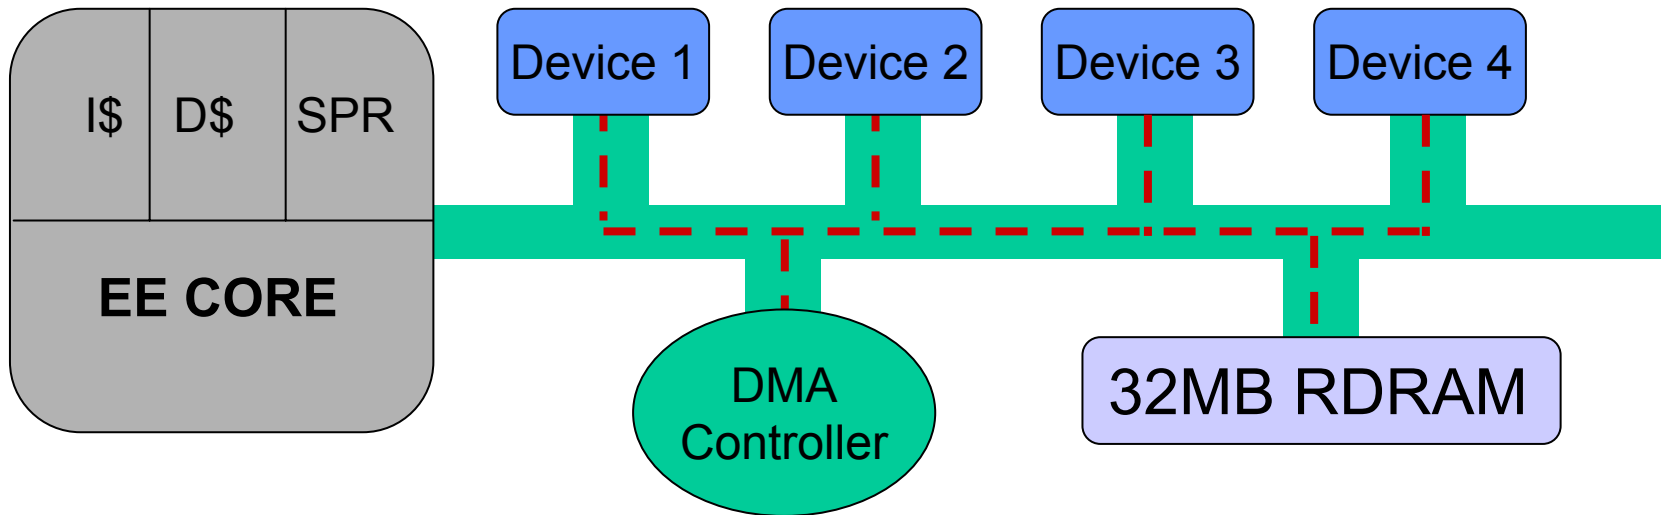 I$ D$ SPR
EE CORE
Device 1
Device 2
Device 3
Device 4
DMA
Controller
32MB RDRAM